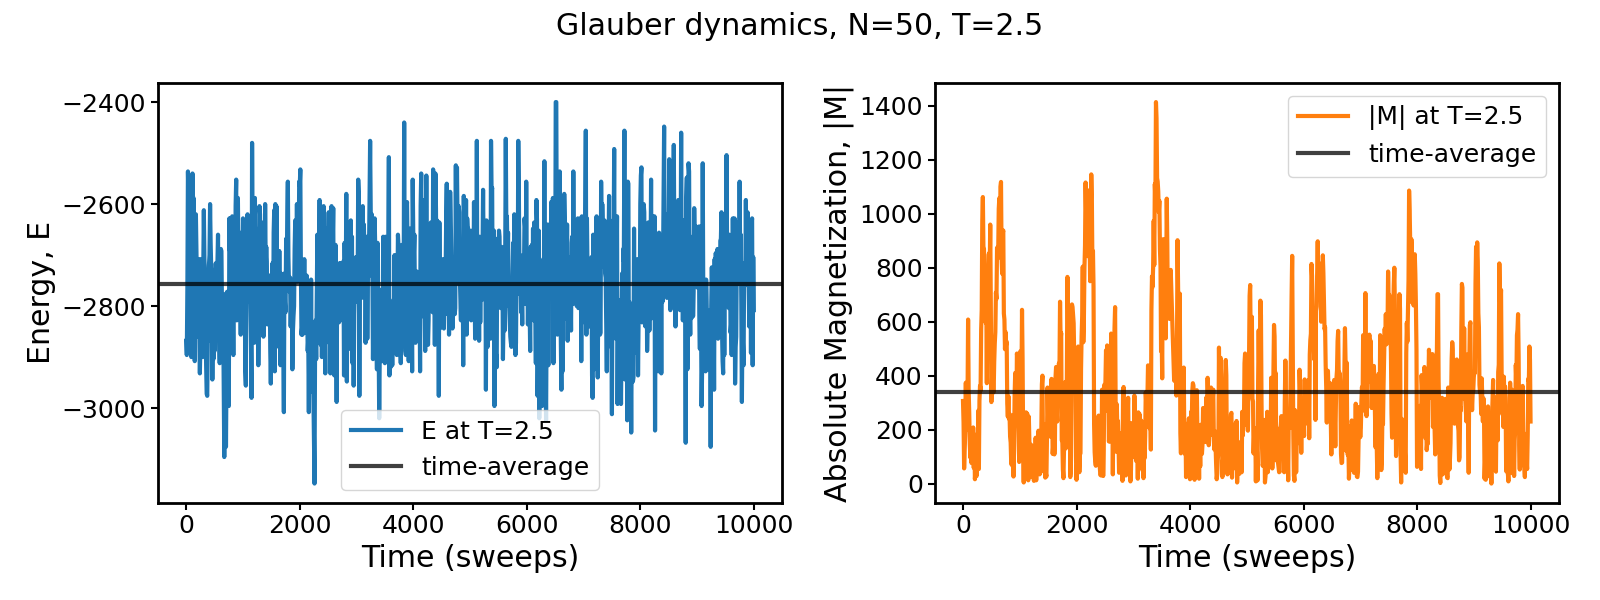 Glauber dynamics, N=50, T=2.5
Energy, E
−2400
−2600
−2800
−3000
E at T=2.5
time-average
0 2000 4000 6000 8000 10000
Time (sweeps)
Absolute Magnetization, |M|
1400
1200
1000
800
600
400
200
0
|M| at T=2.5
time-average
0 2000 4000 6000 8000 10000
Time (sweeps)